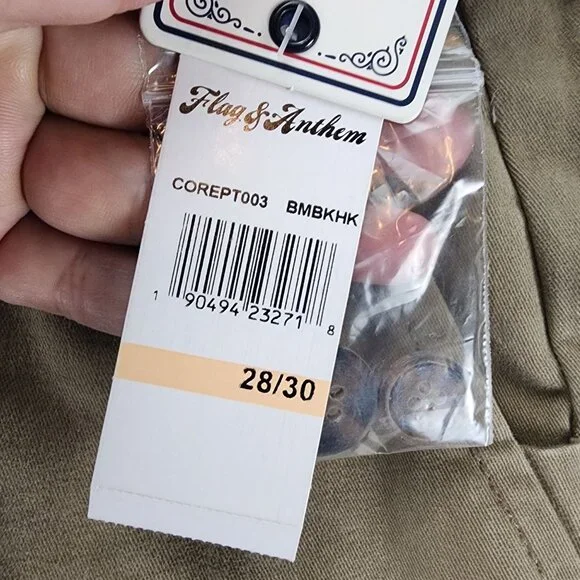 Flag & Anthem
COREPT003 BMBKHK
1 90494 23271 8
28/30